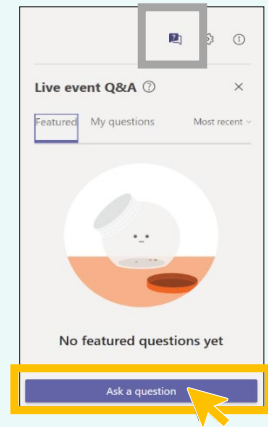 Live event Q&A ?
Featured My questions Most recent
No featured questions yet
Ask a question